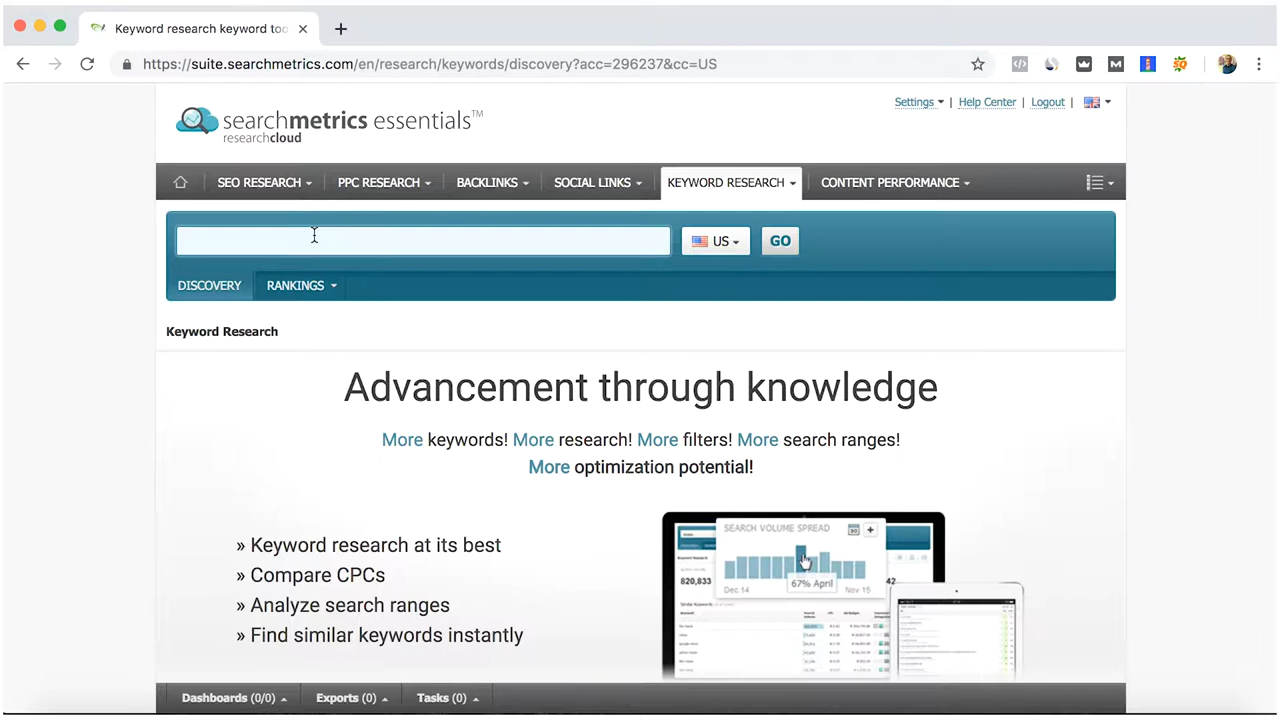 Keyword research keyword too
https://suite.searchmetrics.com/en/research/keywords/discovery?acc=296237&cc=US
Settings | Help Center | Logout |
searchmetrics essentials™
researchcloud
SEO RESEARCH PPC RESEARCH BACKLINKS SOCIAL LINKS KEYWORD RESEARCH CONTENT PERFORMANCE
US GO
DISCOVERY RANKINGS
Keyword Research
Advancement through knowledge
More keywords! More research! More filters! More search ranges!
More optimization potential!
» Keyword research at its best
» Compare CPCs
» Analyze search ranges
» Find similar keywords instantly
SEARCH VOLUME SPREAD
67% April
Dec 14 Nov 15
820,833 42
Dashboards (0/0) Exports (0) Tasks (0)